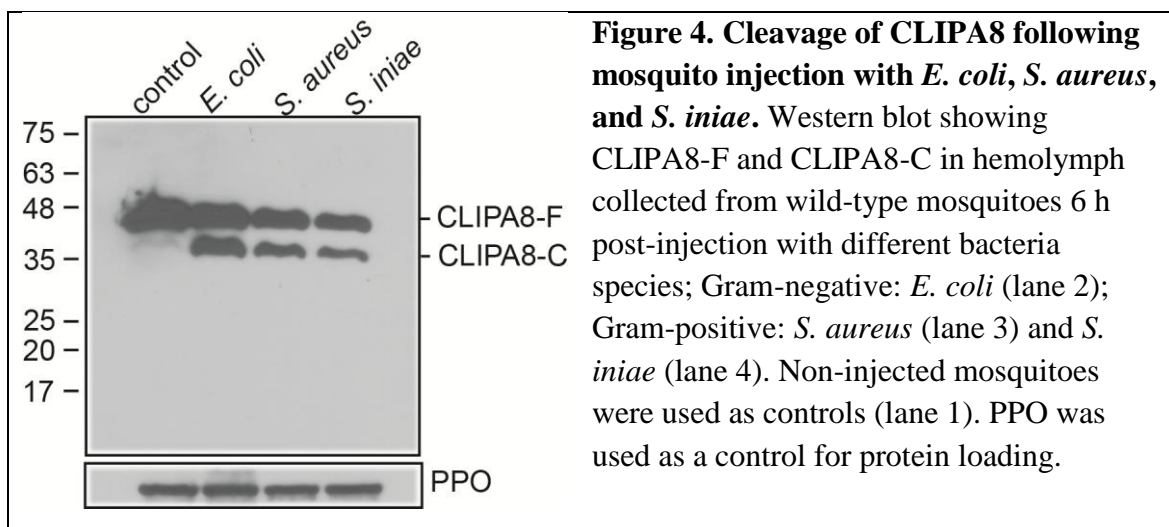 control
E. coli
S. aureus
S. iniae
75
63
48
35
25
20
17
CLIPA8-F
CLIPA8-C
PPO
Figure 4. Cleavage of CLIPA8 following
mosquito injection with E. coli, S. aureus,
and S. iniae. Western blot showing
CLIPA8-F and CLIPA8-C in hemolymph
collected from wild-type mosquitoes 6 h
post-injection with different bacteria
species; Gram-negative: E. coli (lane 2);
Gram-positive: S. aureus (lane 3) and S.
iniae (lane 4). Non-injected mosquitoes
were used as controls (lane 1). PPO was
used as a control for protein loading.